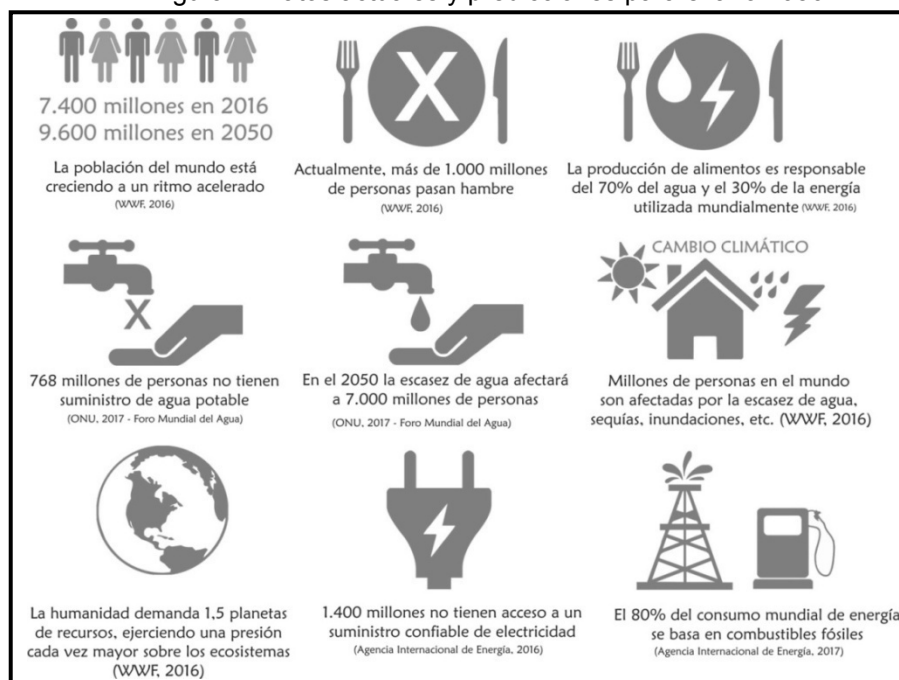 7.400 millones en 2016
9.600 millones en 2050
La población del mundo está
creciendo a un ritmo acelerado
(WWF, 2016)
X
Actualmente, más de 1.000 millones
de personas pasan hambre
(WWF, 2016)
La producción de alimentos es responsable
del 70% del agua y el 30% de la energía
utilizada mundialmente (WWF, 2016)
X
768 millones de personas no tienen
suministro de agua potable
(ONU, 2017 - Foro Mundial del Agua)
En el 2050 la escasez de agua afectará
a 7.000 millones de personas
(ONU, 2017 - Foro Mundial del Agua)
CAMBIO CLIMÁTICO
Millones de personas en el mundo
son afectadas por la escasez de agua,
sequías, inundaciones, etc. (WWF, 2016)
La humanidad demanda 1,5 planetas
de recursos, ejerciendo una presión
cada vez mayor sobre los ecosistemas
(WWF, 2016)
1.400 millones no tienen acceso a un
suministro confiable de electricidad
(Agencia Internacional de Energía, 2016)
El 80% del consumo mundial de energía
se basa en combustibles fósiles
(Agencia Internacional de Energía, 2017)